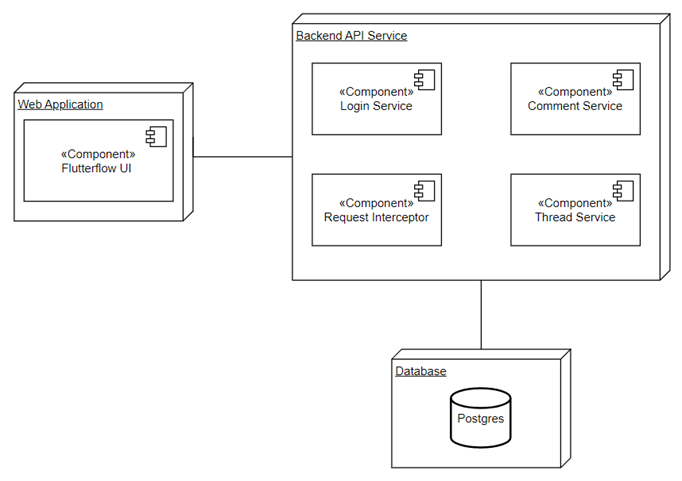 Backend API Service
«Component»
Login Service
«Component»
Comment Service
Web Application
«Component»
Flutterflow UI
«Component»
Request Interceptor
«Component»
Thread Service
Database
Postgres